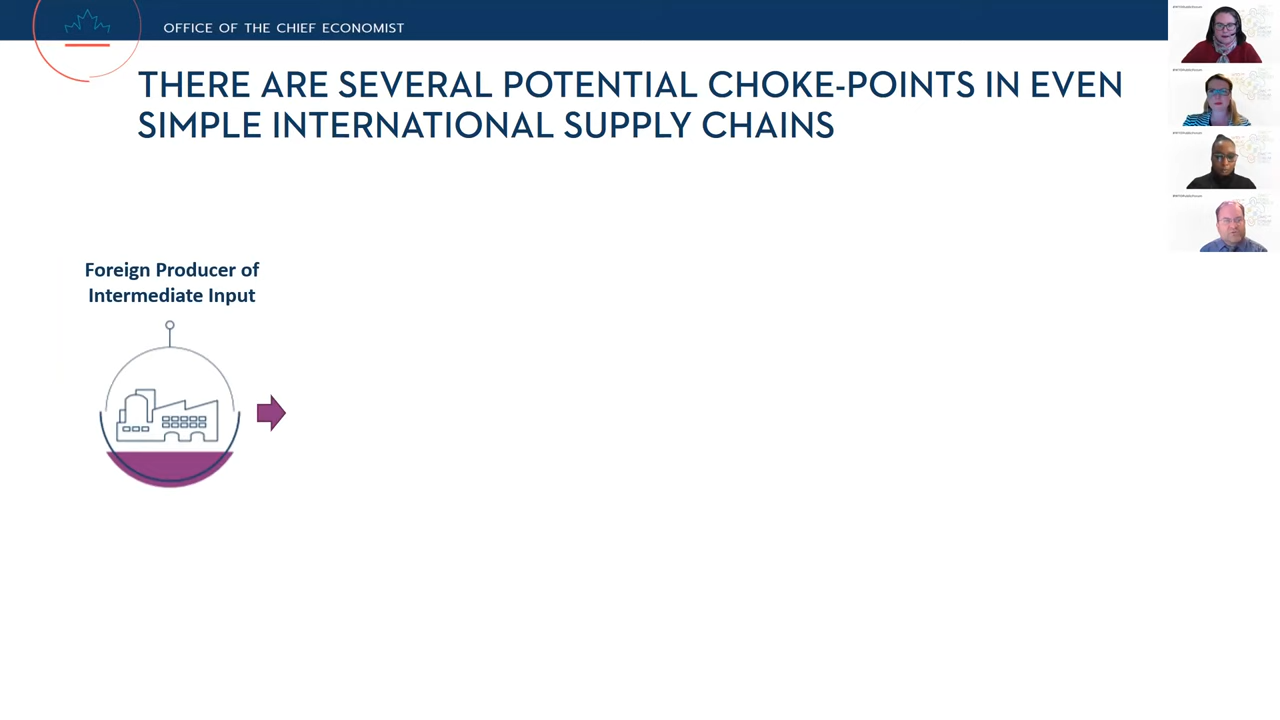 OFFICE OF THE CHIEF ECONOMIST
THERE ARE SEVERAL POTENTIAL CHOKE-POINTS IN EVEN
SIMPLE INTERNATIONAL SUPPLY CHAINS
Foreign Producer of
Intermediate Input